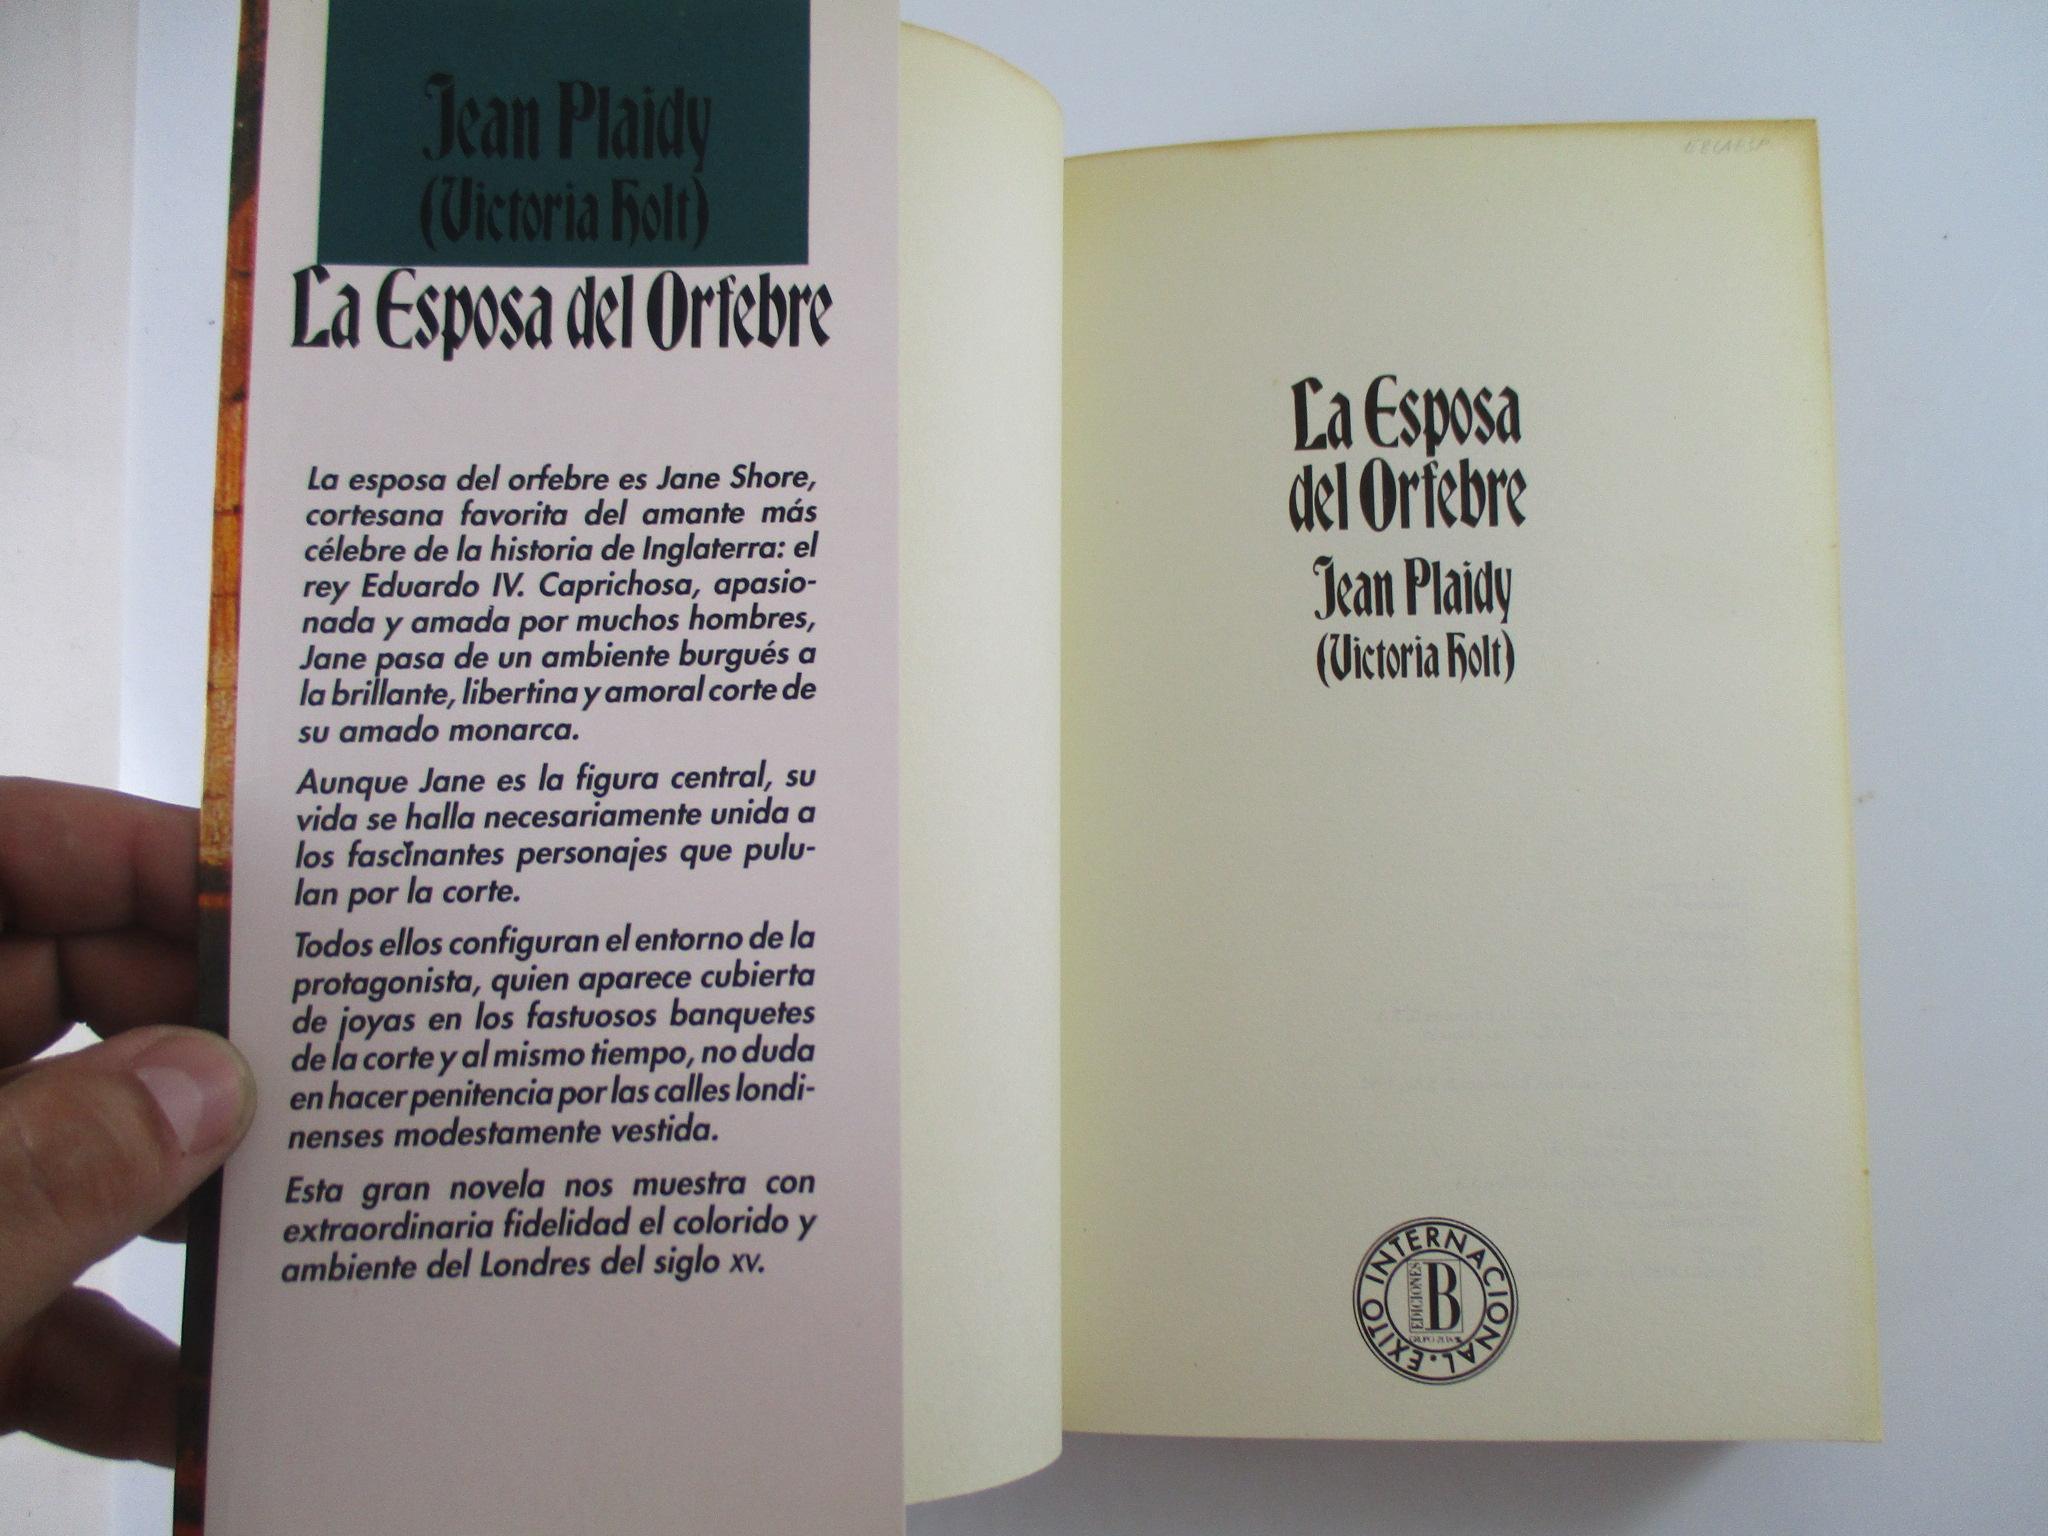 Jean Plaidy
(Victoria Holt)
La Esposa del Orfebre
La esposa del orfebre es Jane Shore,
cortesana favorita del amante más
célebre de la historia de Inglaterra: el
rey Eduardo IV. Caprichosa, apasio-
nada y amada por muchos hombres,
Jane pasa de un ambiente burgués a
la brillante, libertina y amoral corte de
su amado monarca.
Aunque Jane es la figura central, su
vida se halla necesariamente unida a
los fascinantes personajes que pulu-
lan por la corte.
Todos ellos configuran el entorno de la
protagonista, quien aparece cubierta
de joyas en los fastuosos banquetes
de la corte y al mismo tiempo, no duda
en hacer penitencia por las calles londi-
nenses modestamente vestida.
Esta gran novela nos muestra con
extraordinaria fidelidad el colorido y
ambiente del Londres del siglo XV.
La Esposa
del Orfebre
Jean Plaidy
(Victoria Holt)
EXITO INTERNACIONAL.
EDICIONES
B
GRUPO ZETA